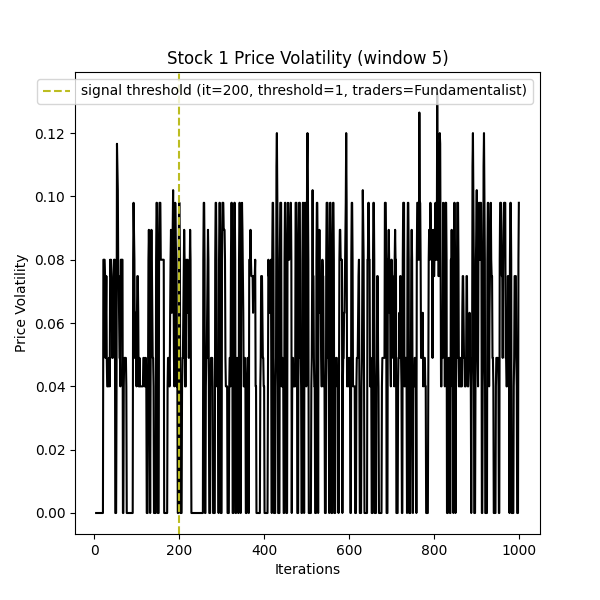 Stock 1 Price Volatility (window 5)
signal threshold (it=200, threshold=1, traders=Fundamentalist)
Price Volatility
0.12
0.10
0.08
0.06
0.04
0.02
0.00
0 200 400 600 800 1000
Iterations